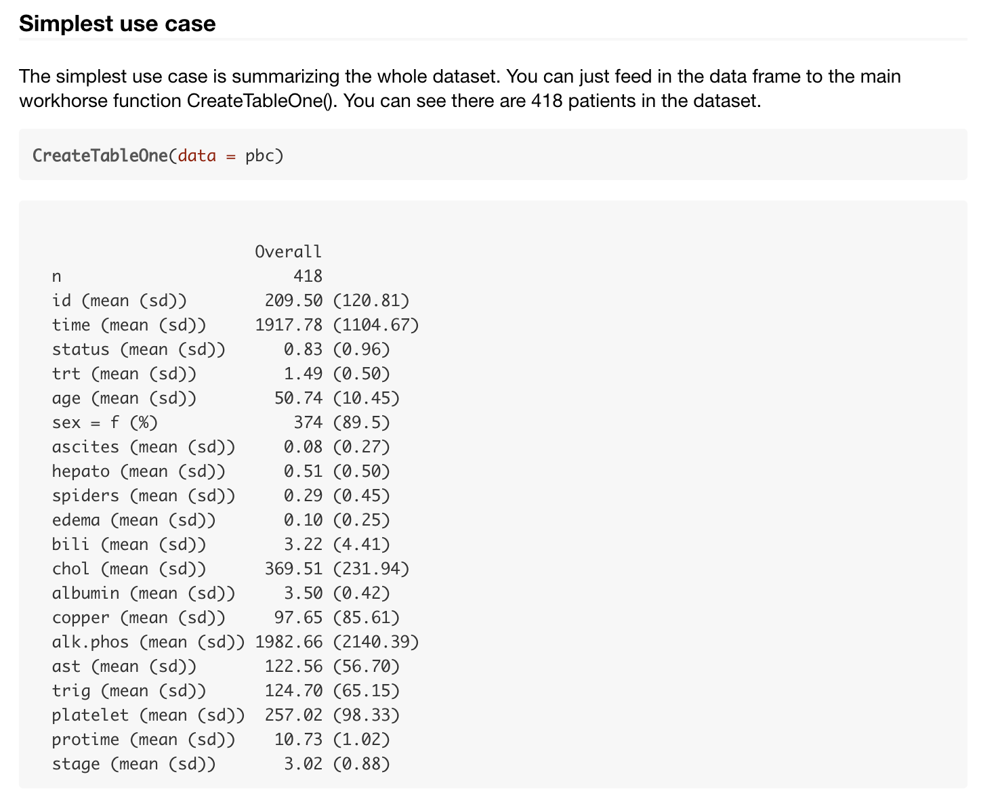 Simplest use case
The simplest use case is summarizing the whole dataset. You can just feed in the data frame to the main
workhorse function CreateTableOne(). You can see there are 418 patients in the dataset.
CreateTableOne(data = pbc)
                     Overall
n                        418
id (mean (sd))        209.50 (120.81)
time (mean (sd))     1917.78 (1104.67)
status (mean (sd))      0.83 (0.96)
trt (mean (sd))         1.49 (0.50)
age (mean (sd))        50.74 (10.45)
sex = f (%)              374 (89.5)
ascites (mean (sd))     0.08 (0.27)
hepato (mean (sd))      0.51 (0.50)
spiders (mean (sd))     0.29 (0.45)
edema (mean (sd))       0.10 (0.25)
bili (mean (sd))        3.22 (4.41)
chol (mean (sd))      369.51 (231.94)
albumin (mean (sd))     3.50 (0.42)
copper (mean (sd))     97.65 (85.61)
alk.phos (mean (sd)) 1982.66 (2140.39)
ast (mean (sd))       122.56 (56.70)
trig (mean (sd))      124.70 (65.15)
platelet (mean (sd))  257.02 (98.33)
protime (mean (sd))    10.73 (1.02)
stage (mean (sd))       3.02 (0.88)